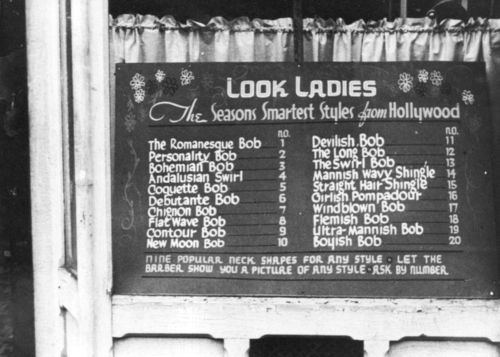 LOOK LADIES
The Seasons Smartest Styles from Hollywood
no.
The Romanesque Bob 1
Personality Bob 2
Bohemian Bob 3
Andalusian Swirl 4
Coquette Bob 5
Debutante Bob 6
Chignon Bob 7
Flat Wave Bob 8
Contour Bob 9
New Moon Bob 10
no.
Devilish Bob 11
The Long Bob 12
The Swirl Bob 13
Mannish Wavy Shingle 14
Straight Hair Shingle 15
Girlish Pompadour 16
Windblown Bob 17
Flemish Bob 18
Ultra-Mannish Bob 19
Boyish Bob 20
NINE POPULAR NECK SHAPES FOR ANY STYLE • LET THE
BARBER SHOW YOU A PICTURE OF ANY STYLE • ASK BY NUMBER